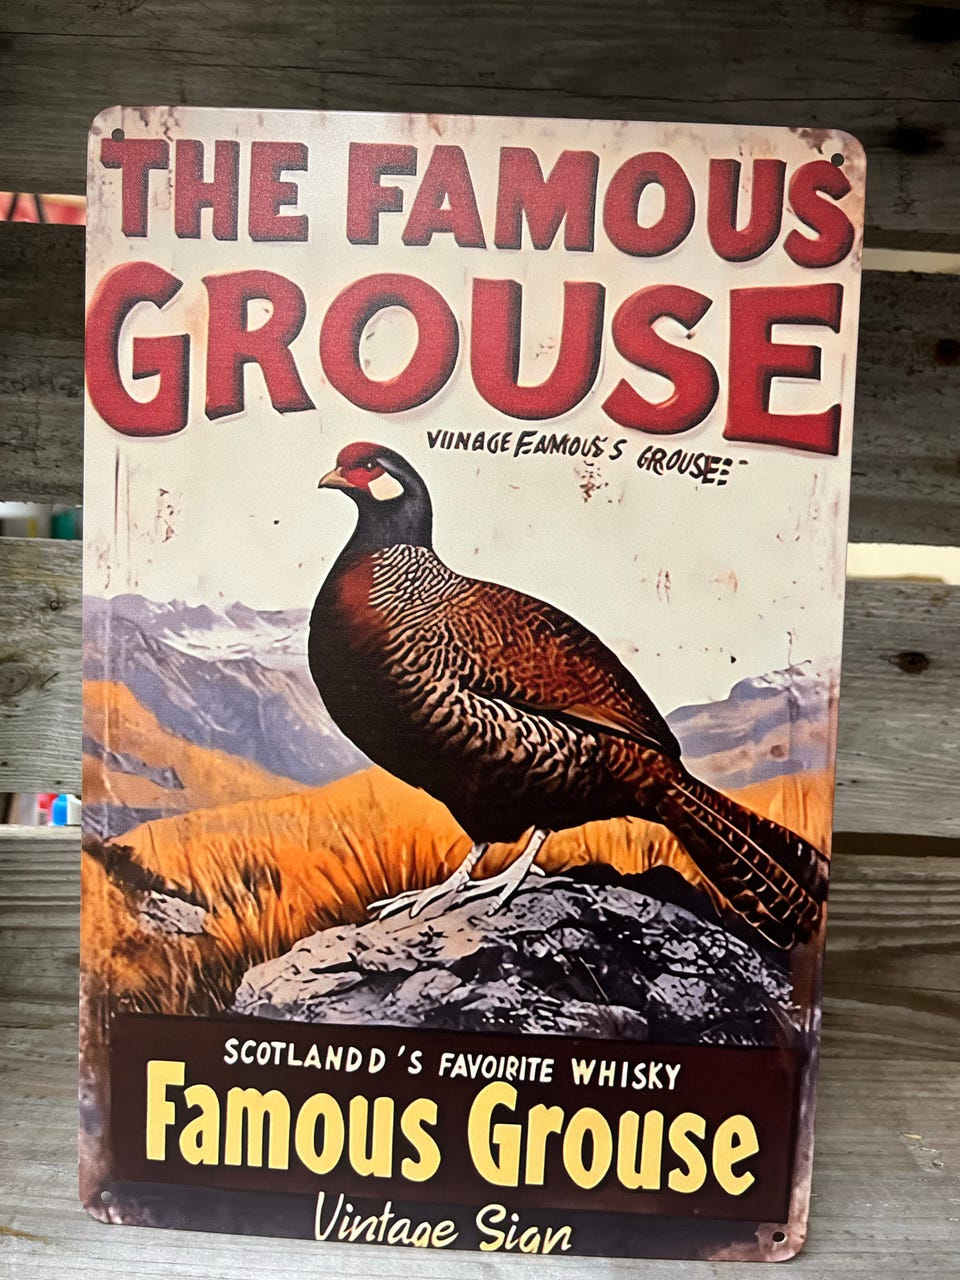 THE FAMOUS
GROUSE
VIINAGE FAMOUS'S GROUSE
SCOTLANDD'S FAVOIRITE WHISKY
Famous Grouse
Vintage Sign